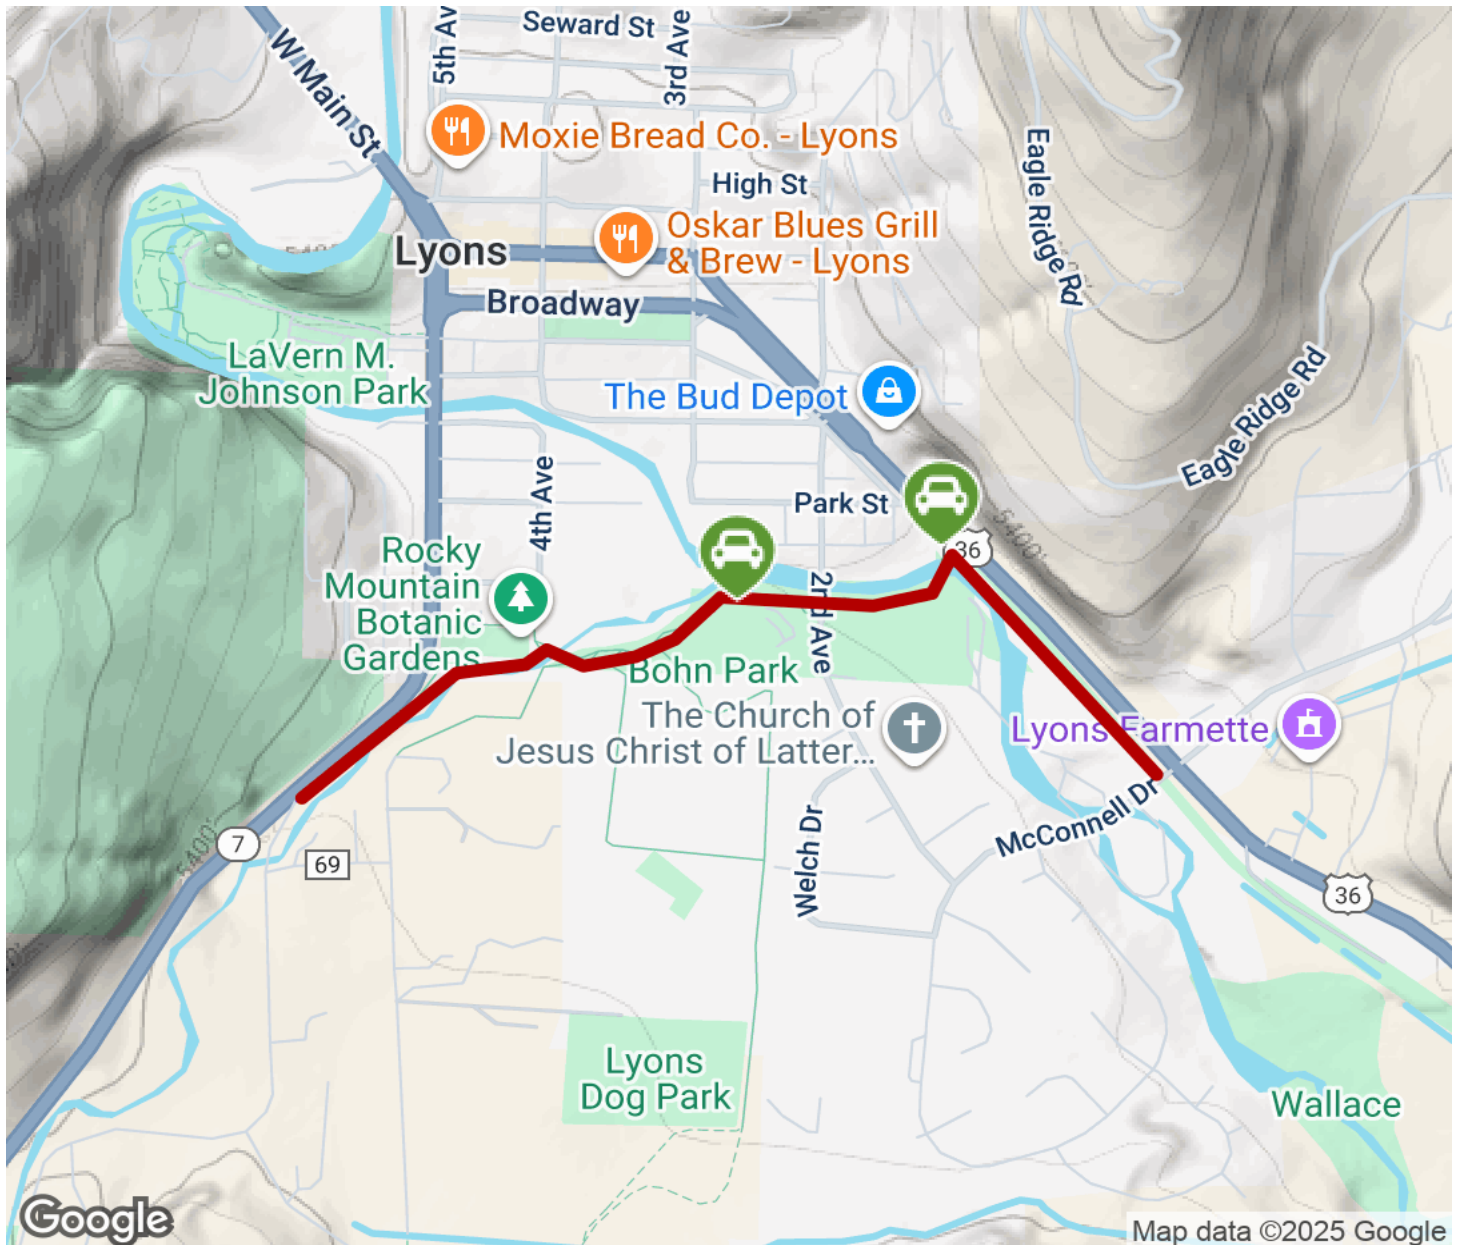 Seward St
5th Av
3rd Ave
W Main St
Moxie Bread Co. - Lyons
High St
Eagle Ridge Rd
Oskar Blues Grill
& Brew - Lyons
Lyons
Broadway
LaVern M.
Johnson Park
The Bud Depot
Eagle Ridge Rd
4th Ave
Park St
5400'
36
Rocky
Mountain
Botanic
Gardens
2rd Ave
Bohn Park
The Church of
Jesus Christ of Latter...
Lyons Farmette
McConnell Dr
Welch Dr
5400'
7
69
36
Lyons
Dog Park
Wallace
Google
Map data ©2025 Google